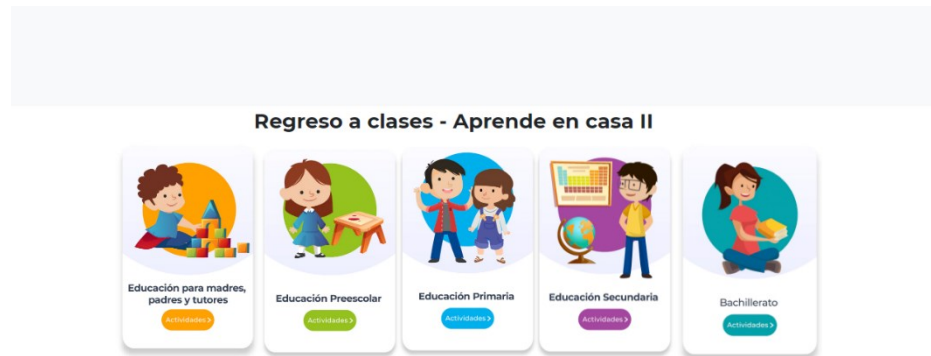 Regreso a clases - Aprende en casa II
Educación para madres,
padres y tutores
Actividades >
Educación Preescolar
Actividades >
Educación Primaria
Actividades >
Educación Secundaria
Actividades >
Bachillerato
Actividades >